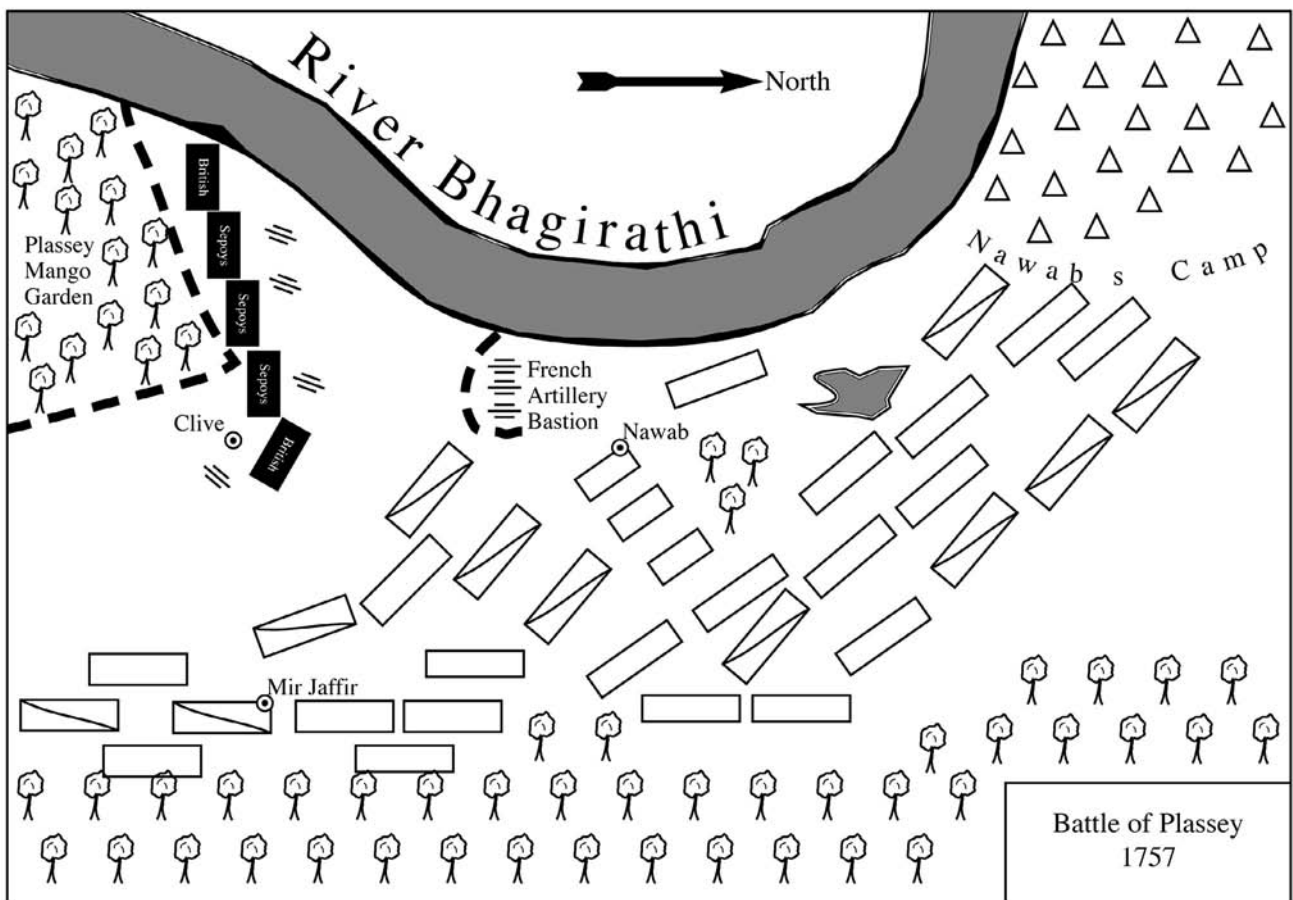 River Bhagirathi
North
British
Sepoys
Sepoys
Sepoys
British
Plassey
Mango
Garden
Clive
French
Artillery
Bastion
Nawab
Nawab s Camp
Mir Jaffir
Battle of Plassey
1757